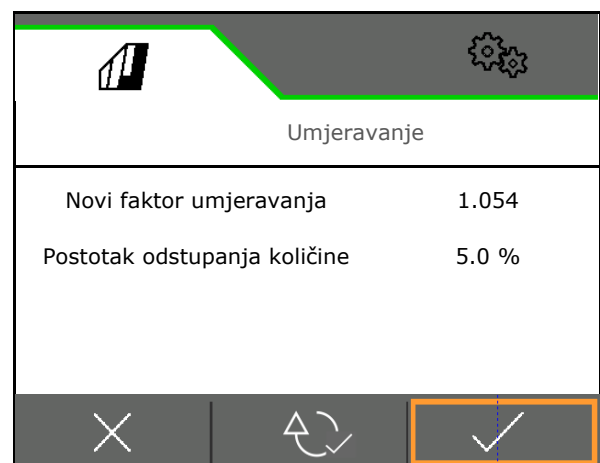 Umjeravanje
Novi faktor umjeravanja 1.054
Postotak odstupanja količine 5.0 %